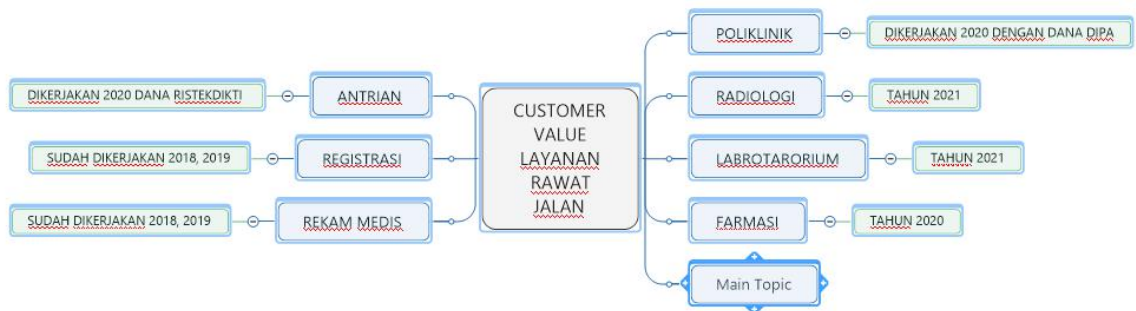 DIKERJAKAN 2020 DANA RISTEKDIKTI
ANTRIAN
SUDAH DIKERJAKAN 2018, 2019
REGISTRASI
SUDAH DIKERJAKAN 2018, 2019
REKAM MEDIS
CUSTOMER
VALUE
LAYANAN
RAWAT
JALAN
POLIKLINIK
DIKERJAKAN 2020 DENGAN DANA DIPA
RADIOLOGI
TAHUN 2021
LABROTARORIUM
TAHUN 2021
FARMASI
TAHUN 2020
Main Topic